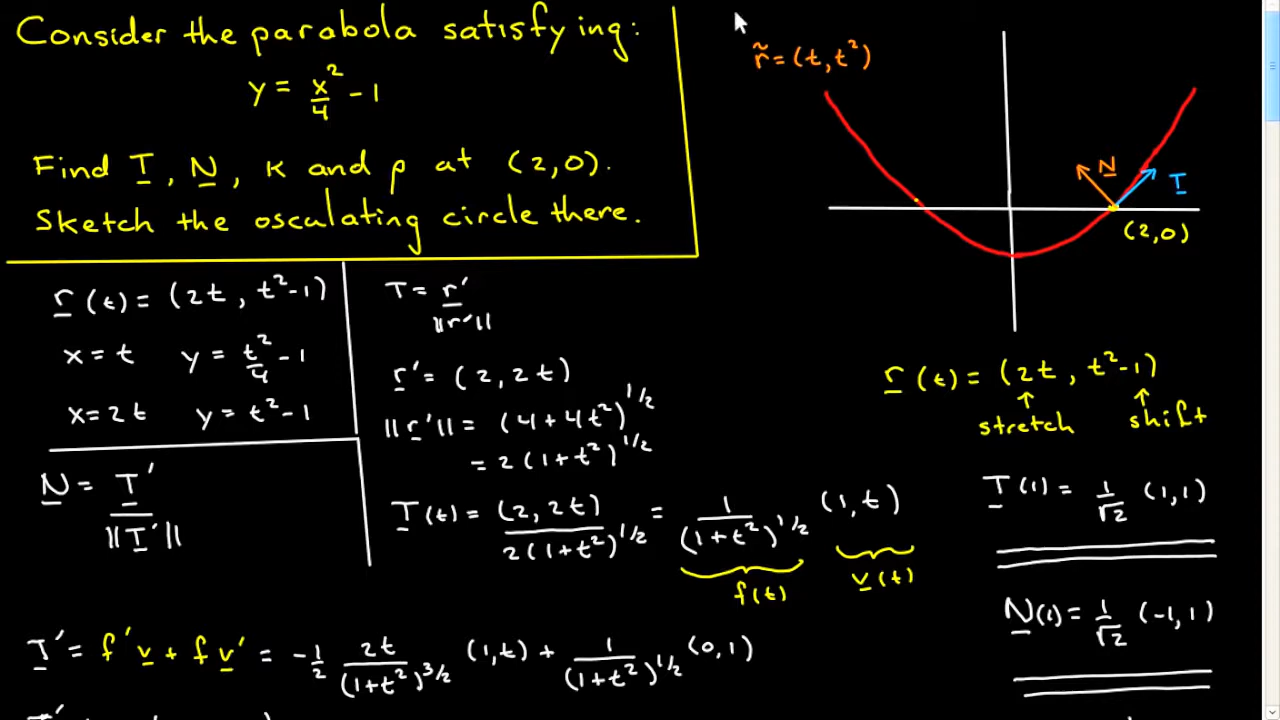 Consider the parabola satisfying:
y = x²/4 - 1
Find T, N, κ and ρ at (2,0).
Sketch the osculating circle there.
r̃ = (t, t²)
N
T
(2,0)
r(t) = (2t, t²-1)
x = t    y = t²/4 - 1
x = 2t    y = t²-1
N = T'/||T'||
T = r'/||r'||
r' = (2, 2t)
||r'|| = (4+4t²)^1/2
= 2(1+t²)^1/2
T(t) = (2, 2t)/2(1+t²)^1/2 = 1/(1+t²)^1/2 (1, t)
f(t)    v(t)
r(t) = (2t, t²-1)
↑    ↑
stretch    shift
T(1) = 1/√2 (1,1)
N(1) = 1/√2 (-1,1)
T' = f'v + fv' = -1/2 2t/(1+t²)^3/2 (1,t) + 1/(1+t²)^1/2 (0,1)